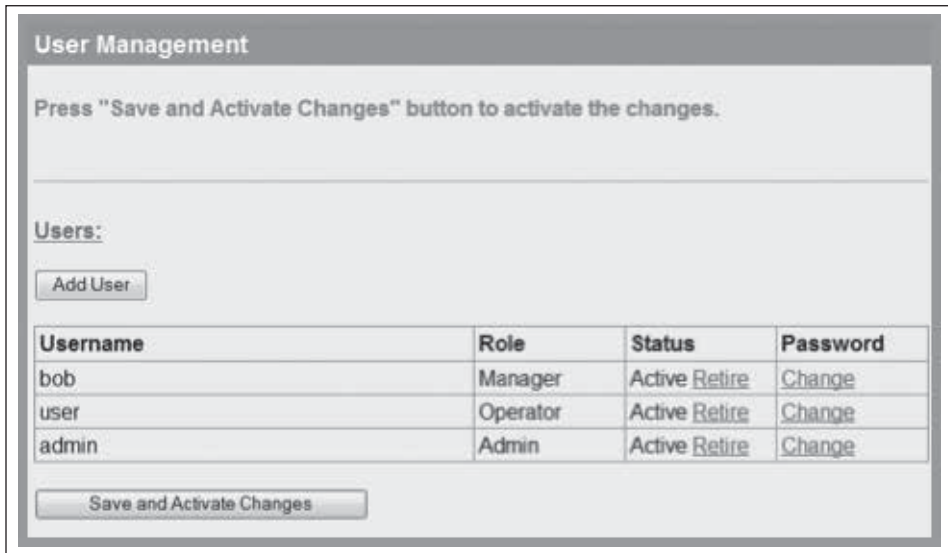 User Management
Press "Save and Activate Changes" button to activate the changes.
Users:
Add User
Username Role Status Password
bob Manager Active Retire Change
user Operator Active Retire Change
admin Admin Active Retire Change
Save and Activate Changes